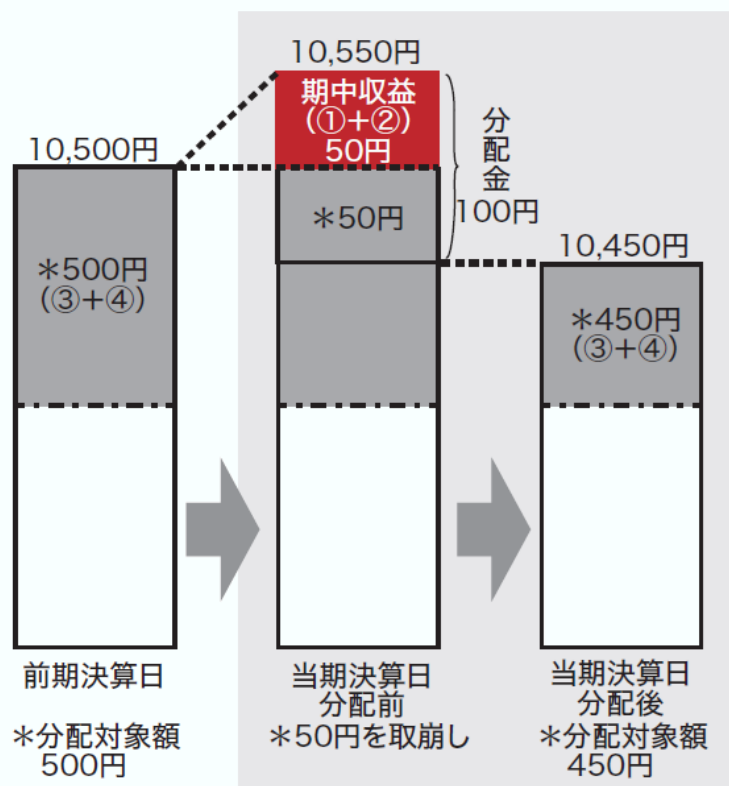 10,550円
期中収益
(①+②)
50円
10,500円
分配金
100円
*50円
10,450円
*500円
(③+④)
*450円
(③+④)
前期決算日
当期決算日
分配前
当期決算日
分配後
*分配対象額
500円
*50円を取崩し
*分配対象額
450円